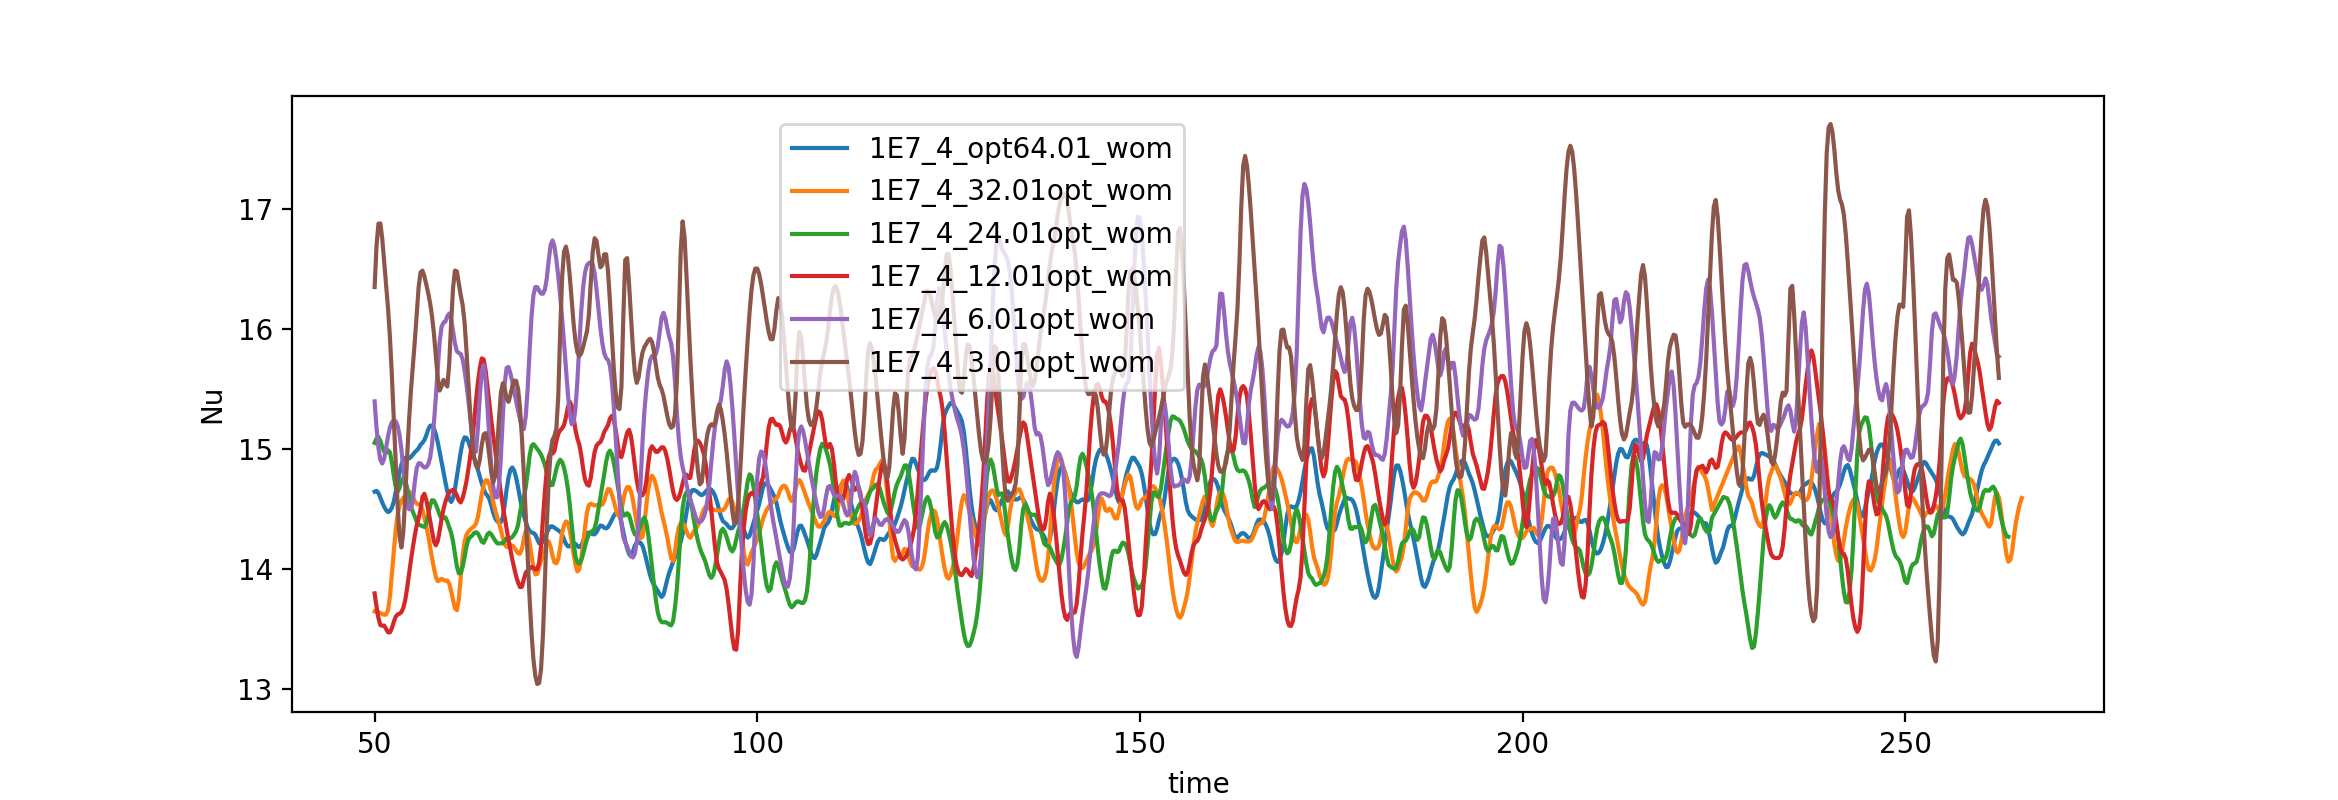 1E7_4_opt64.01_wom
1E7_4_32.01opt_wom
1E7_4_24.01opt_wom
1E7_4_12.01opt_wom
1E7_4_6.01opt_wom
1E7_4_3.01opt_wom
17
16
15
14
13
Nu
50 100 150 200 250
time